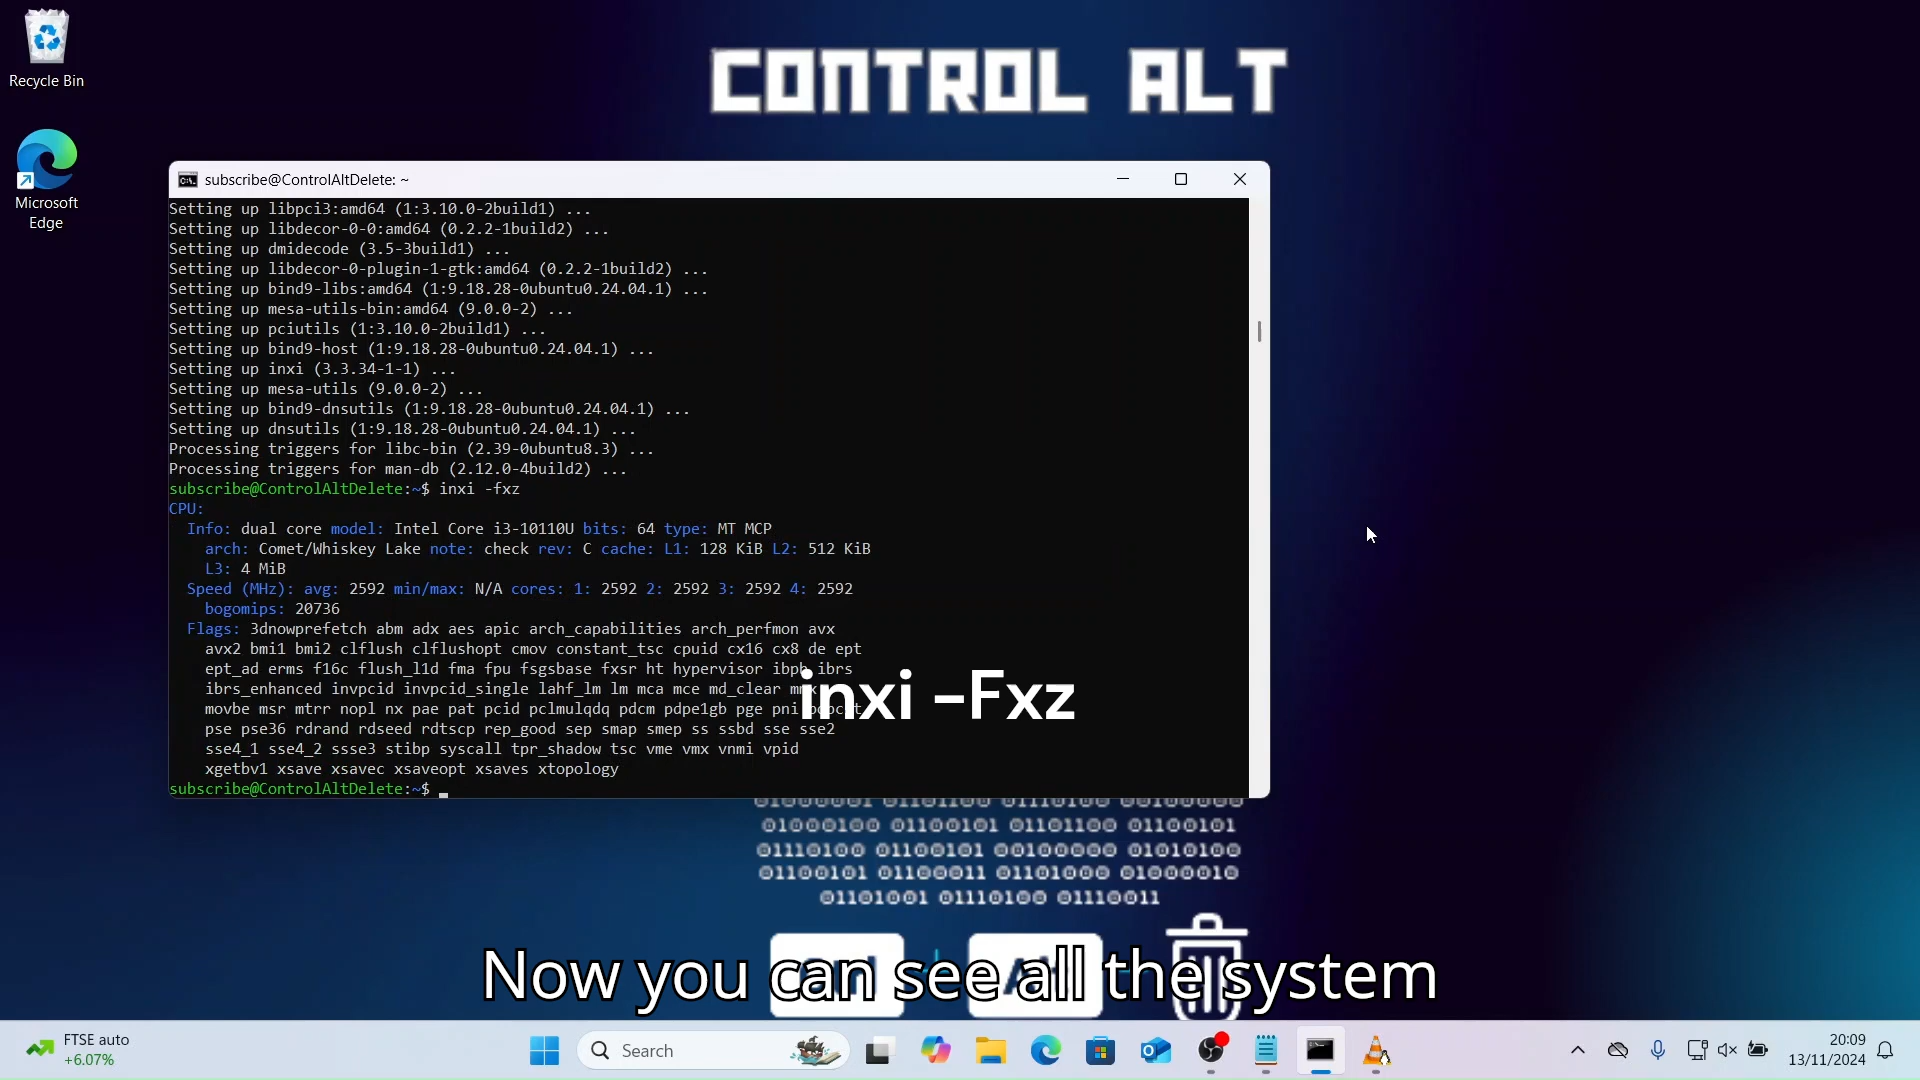 CONTROL ALT
Recycle Bin
Microsoft
Edge
subscribe@ControlAltDelete: ~
Setting up libpci3:amd64 (1:3.10.0-2build1) ...
Setting up libdecor-0-0:amd64 (0.2.2-1build2) ...
Setting up dmidecode (3.5-3build1) ...
Setting up libdecor-0-plugin-1-gtk:amd64 (0.2.2-1build2) ...
Setting up bind9-libs:amd64 (1:9.18.28-0ubuntu0.24.04.1) ...
Setting up mesa-utils-bin:amd64 (9.0.0-2) ...
Setting up pciutils (1:3.10.0-2build1) ...
Setting up bind9-host (1:9.18.28-0ubuntu0.24.04.1) ...
Setting up inxi (3.3.34-1-1) ...
Setting up mesa-utils (9.0.0-2) ...
Setting up bind9-dnsutils (1:9.18.28-0ubuntu0.24.04.1) ...
Setting up dnsutils (1:9.18.28-0ubuntu0.24.04.1) ...
Processing triggers for libc-bin (2.39-0ubuntu8.3) ...
Processing triggers for man-db (2.12.0-4build2) ...
subscribe@ControlAltDelete:~$ inxi -fxz
CPU:
Info: dual core model: Intel Core i3-10110U bits: 64 type: MT MCP
arch: Comet/Whiskey Lake note: check rev: C cache: L1: 128 KiB L2: 512 KiB
L3: 4 MiB
Speed (MHz): avg: 2592 min/max: N/A cores: 1: 2592 2: 2592 3: 2592 4: 2592
bogomips: 20736
Flags: 3dnowprefetch abm adx aes apic arch_capabilities arch_perfmon avx
avx2 bmi1 bmi2 clflush clflushopt cmov constant_tsc cpuid cx16 cx8 de ept
ept_ad erms f16c flush_l1d fma fpu fsgsbase fxsr ht hypervisor ibpb ibrs
ibrs_enhanced invpcid invpcid_single lahf_lm lm mca mce md_clear
movbe msr mtrr nopl nx pae pat pcid pclmulqdq pdcm pdpe1gb pge pni
pse pse36 rdrand rdseed rdtscp rep_good sep smap smep ss ssbd sse sse2
sse4_1 sse4_2 ssse3 stibp syscall tpr_shadow tsc vme vmx vnmi vpid
xgetbv1 xsave xsavec xsaveopt xsaves xtopology
subscribe@ControlAltDelete:~$
inxi -Fxz
01000100 01100101 01101100 01100101
01110100 01100101 00100000 01010100
01100101 01100011 01101000 01000010
01101001 01110100 01110011
Now you can see all the system
FTSE auto
+6.07%
Search
20:09
13/11/2024